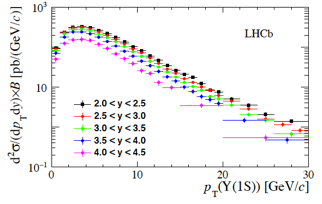 d²σ/(dp_T dy)×B [pb/(GeV/c)]
10³
10²
10
1
10⁻¹
LHCb
2.0 < y < 2.5
2.5 < y < 3.0
3.0 < y < 3.5
3.5 < y < 4.0
4.0 < y < 4.5
0 5 10 15 20 25 30
p_T(Υ(1S)) [GeV/c]